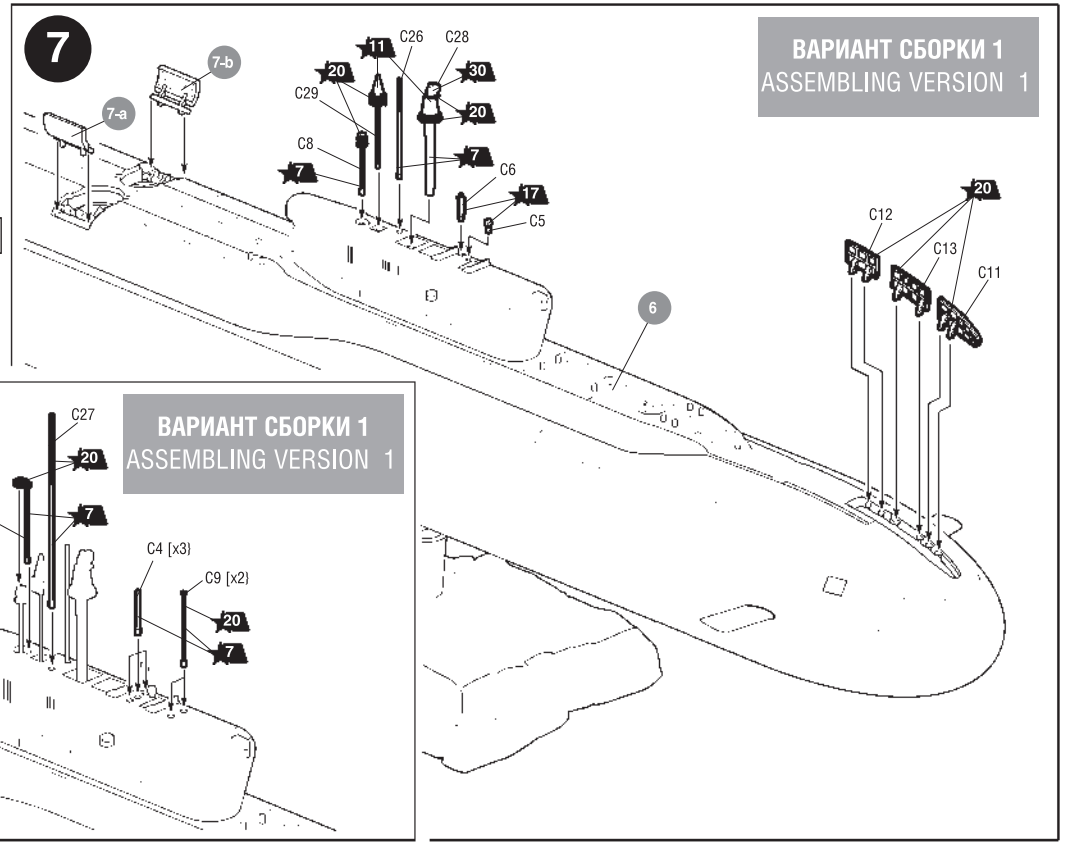 7
ВАРИАНТ СБОРКИ 1
ASSEMBLING VERSION 1
7-b
7-a
11
C26
C28
20
30
C29
20
C8
7
7
C6
17
C5
20
C12
C13
C11
6
ВАРИАНТ СБОРКИ 1
ASSEMBLING VERSION 1
C27
20
7
C4 [x3}
C9 [x2}
20
7